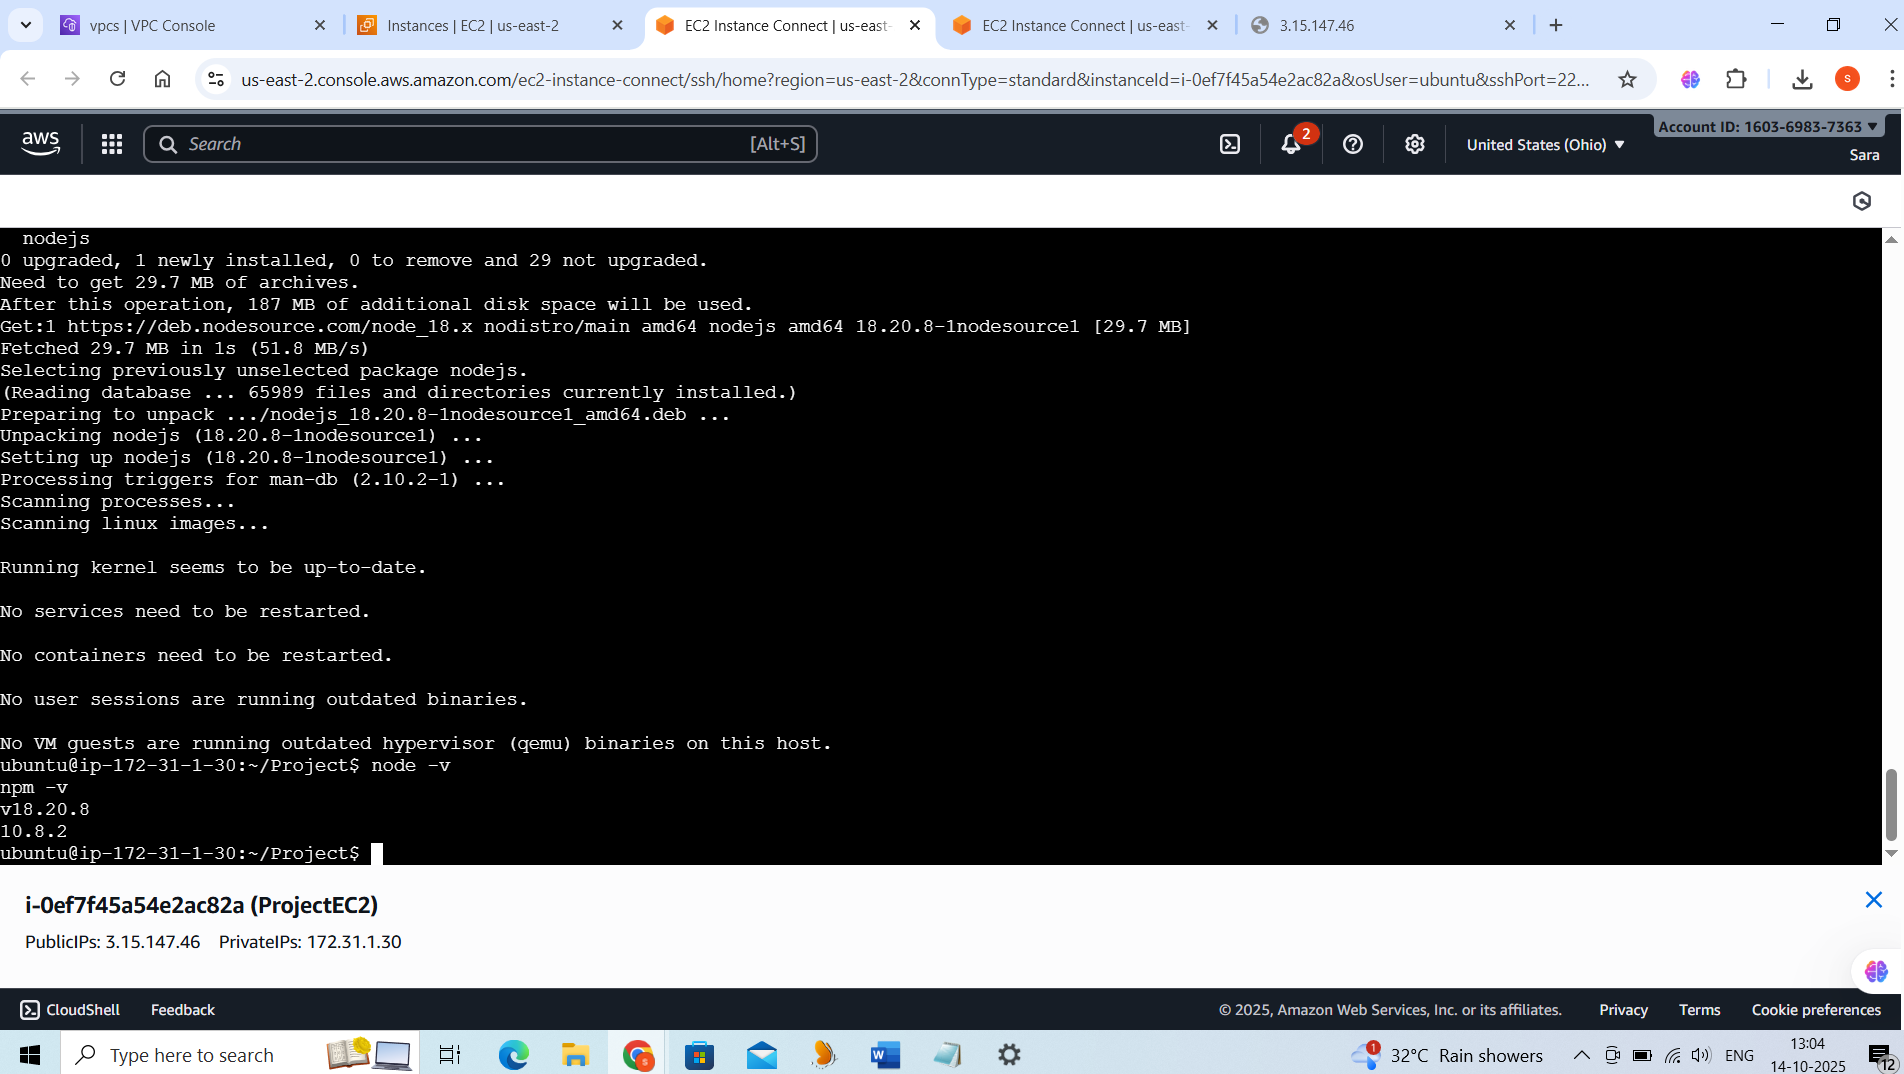 vpcs | VPC Console
Instances | EC2 | us-east-2
EC2 Instance Connect | us-east-
EC2 Instance Connect | us-east-
3.15.147.46
us-east-2.console.aws.amazon.com/ec2-instance-connect/ssh/home?region=us-east-2&connType=standard&instanceId=i-0ef7f45a54e2ac82a&osUser=ubuntu&sshPort=22...
S
aws
Search
[Alt+S]
2
United States (Ohio)
Account ID: 1603-6983-7363
Sara
nodejs
0 upgraded, 1 newly installed, 0 to remove and 29 not upgraded.
Need to get 29.7 MB of archives.
After this operation, 187 MB of additional disk space will be used.
Get:1 https://deb.nodesource.com/node_18.x nodistro/main amd64 nodejs amd64 18.20.8-1nodesource1 [29.7 MB]
Fetched 29.7 MB in 1s (51.8 MB/s)
Selecting previously unselected package nodejs.
(Reading database ... 65989 files and directories currently installed.)
Preparing to unpack .../nodejs_18.20.8-1nodesource1_amd64.deb ...
Unpacking nodejs (18.20.8-1nodesource1) ...
Setting up nodejs (18.20.8-1nodesource1) ...
Processing triggers for man-db (2.10.2-1) ...
Scanning processes...
Scanning linux images...
Running kernel seems to be up-to-date.
No services need to be restarted.
No containers need to be restarted.
No user sessions are running outdated binaries.
No VM guests are running outdated hypervisor (qemu) binaries on this host.
ubuntu@ip-172-31-1-30:~/Project$ node -v
npm -v
v18.20.8
10.8.2
ubuntu@ip-172-31-1-30:~/Project$
i-0ef7f45a54e2ac82a (ProjectEC2)
PublicIPs: 3.15.147.46 PrivateIPs: 172.31.1.30
CloudShell
Feedback
© 2025, Amazon Web Services, Inc. or its affiliates.
Privacy
Terms
Cookie preferences
Type here to search
S
W
1
32°C Rain showers
ENG
13:04
14-10-2025
12